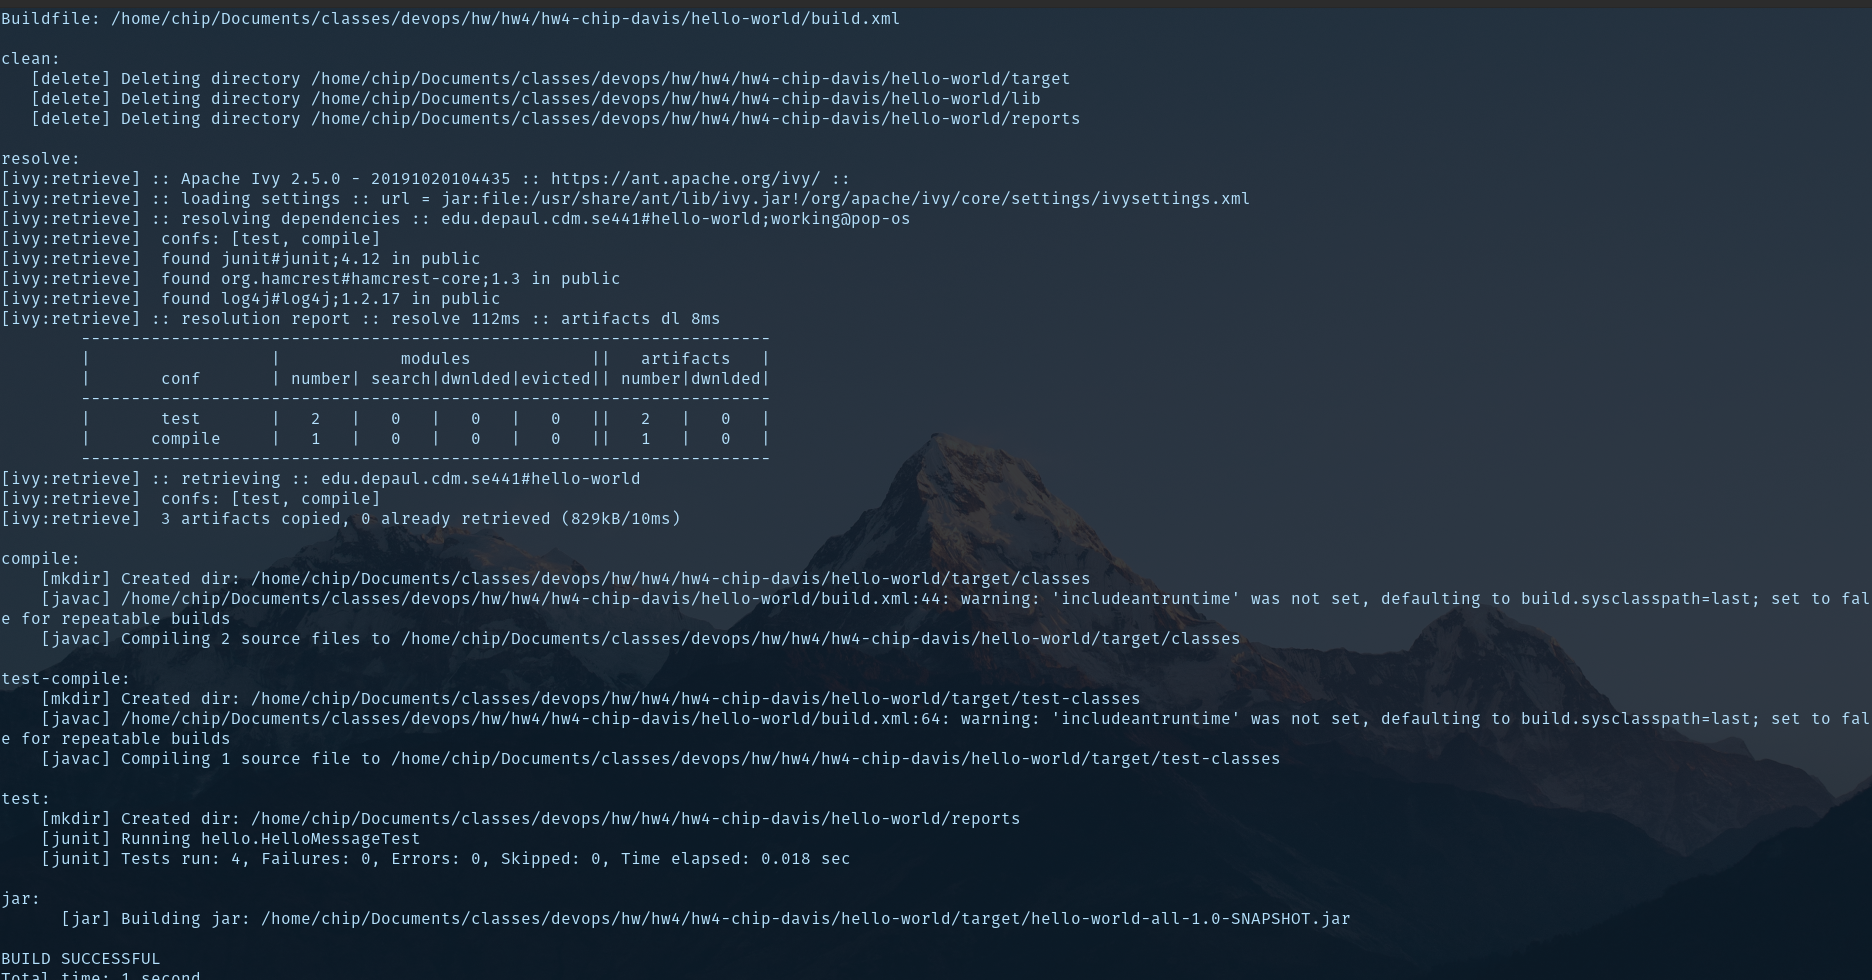 Buildfile: /home/chip/Documents/classes/devops/hw/hw4/hw4-chip-davis/hello-world/build.xml

clean:
   [delete] Deleting directory /home/chip/Documents/classes/devops/hw/hw4/hw4-chip-davis/hello-world/target
   [delete] Deleting directory /home/chip/Documents/classes/devops/hw/hw4/hw4-chip-davis/hello-world/lib
   [delete] Deleting directory /home/chip/Documents/classes/devops/hw/hw4/hw4-chip-davis/hello-world/reports

resolve:
[ivy:retrieve] :: Apache Ivy 2.5.0 - 20191020104435 :: https://ant.apache.org/ivy/ ::
[ivy:retrieve] :: loading settings :: url = jar:file:/usr/share/ant/lib/ivy.jar!/org/apache/ivy/core/settings/ivysettings.xml
[ivy:retrieve] :: resolving dependencies :: edu.depaul.cdm.se441#hello-world;working@pop-os
[ivy:retrieve]  confs: [test, compile]
[ivy:retrieve]  found junit#junit;4.12 in public
[ivy:retrieve]  found org.hamcrest#hamcrest-core;1.3 in public
[ivy:retrieve]  found log4j#log4j;1.2.17 in public
[ivy:retrieve] :: resolution report :: resolve 112ms :: artifacts dl 8ms
        ---------------------------------------------------------------------
        |                  |            modules            ||   artifacts   |
        |       conf       | number| search|dwnlded|evicted|| number|dwnlded|
        ---------------------------------------------------------------------
        |       test       |   2   |   0   |   0   |   0   ||   2   |   0   |
        |      compile     |   1   |   0   |   0   |   0   ||   1   |   0   |
        ---------------------------------------------------------------------
[ivy:retrieve] :: retrieving :: edu.depaul.cdm.se441#hello-world
[ivy:retrieve]  confs: [test, compile]
[ivy:retrieve]  3 artifacts copied, 0 already retrieved (829kB/10ms)

compile:
    [mkdir] Created dir: /home/chip/Documents/classes/devops/hw/hw4/hw4-chip-davis/hello-world/target/classes
    [javac] /home/chip/Documents/classes/devops/hw/hw4/hw4-chip-davis/hello-world/build.xml:44: warning: 'includeantruntime' was not set, defaulting to build.sysclasspath=last; set to fal
e for repeatable builds
    [javac] Compiling 2 source files to /home/chip/Documents/classes/devops/hw/hw4/hw4-chip-davis/hello-world/target/classes

test-compile:
    [mkdir] Created dir: /home/chip/Documents/classes/devops/hw/hw4/hw4-chip-davis/hello-world/target/test-classes
    [javac] /home/chip/Documents/classes/devops/hw/hw4/hw4-chip-davis/hello-world/build.xml:64: warning: 'includeantruntime' was not set, defaulting to build.sysclasspath=last; set to fal
e for repeatable builds
    [javac] Compiling 1 source file to /home/chip/Documents/classes/devops/hw/hw4/hw4-chip-davis/hello-world/target/test-classes

test:
    [mkdir] Created dir: /home/chip/Documents/classes/devops/hw/hw4/hw4-chip-davis/hello-world/reports
    [junit] Running hello.HelloMessageTest
    [junit] Tests run: 4, Failures: 0, Errors: 0, Skipped: 0, Time elapsed: 0.018 sec

jar:
      [jar] Building jar: /home/chip/Documents/classes/devops/hw/hw4/hw4-chip-davis/hello-world/target/hello-world-all-1.0-SNAPSHOT.jar

BUILD SUCCESSFUL
Total time: 1 second